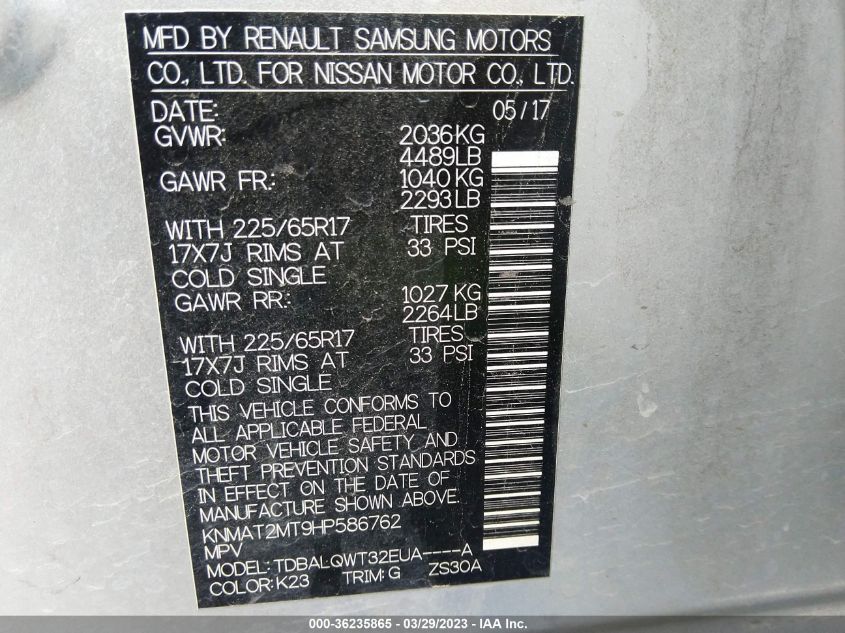 MFD BY RENAULT SAMSUNG MOTORS
CO., LTD. FOR NISSAN MOTOR CO., LTD.
DATE: 05/17
GVWR: 2036KG
4489LB
GAWR FR: 1040KG
2293LB
WITH 225/65R17 TIRES
17X7J RIMS AT 33 PSI
COLD SINGLE
GAWR RR: 1027KG
2264LB
WITH 225/65R17 TIRES
17X7J RIMS AT 33 PSI
COLD SINGLE
THIS VEHICLE CONFORMS TO
ALL APPLICABLE FEDERAL
MOTOR VEHICLE SAFETY AND
THEFT PREVENTION STANDARDS
IN EFFECT ON THE DATE OF
MANUFACTURE SHOWN ABOVE.
KNMAT2MT9HP586762
MPV
MODEL: TDBALQWT32EUA----A
COLOR: K23 TRIM: G ZS30A
000-36235865 - 03/29/2023 - IAA Inc.